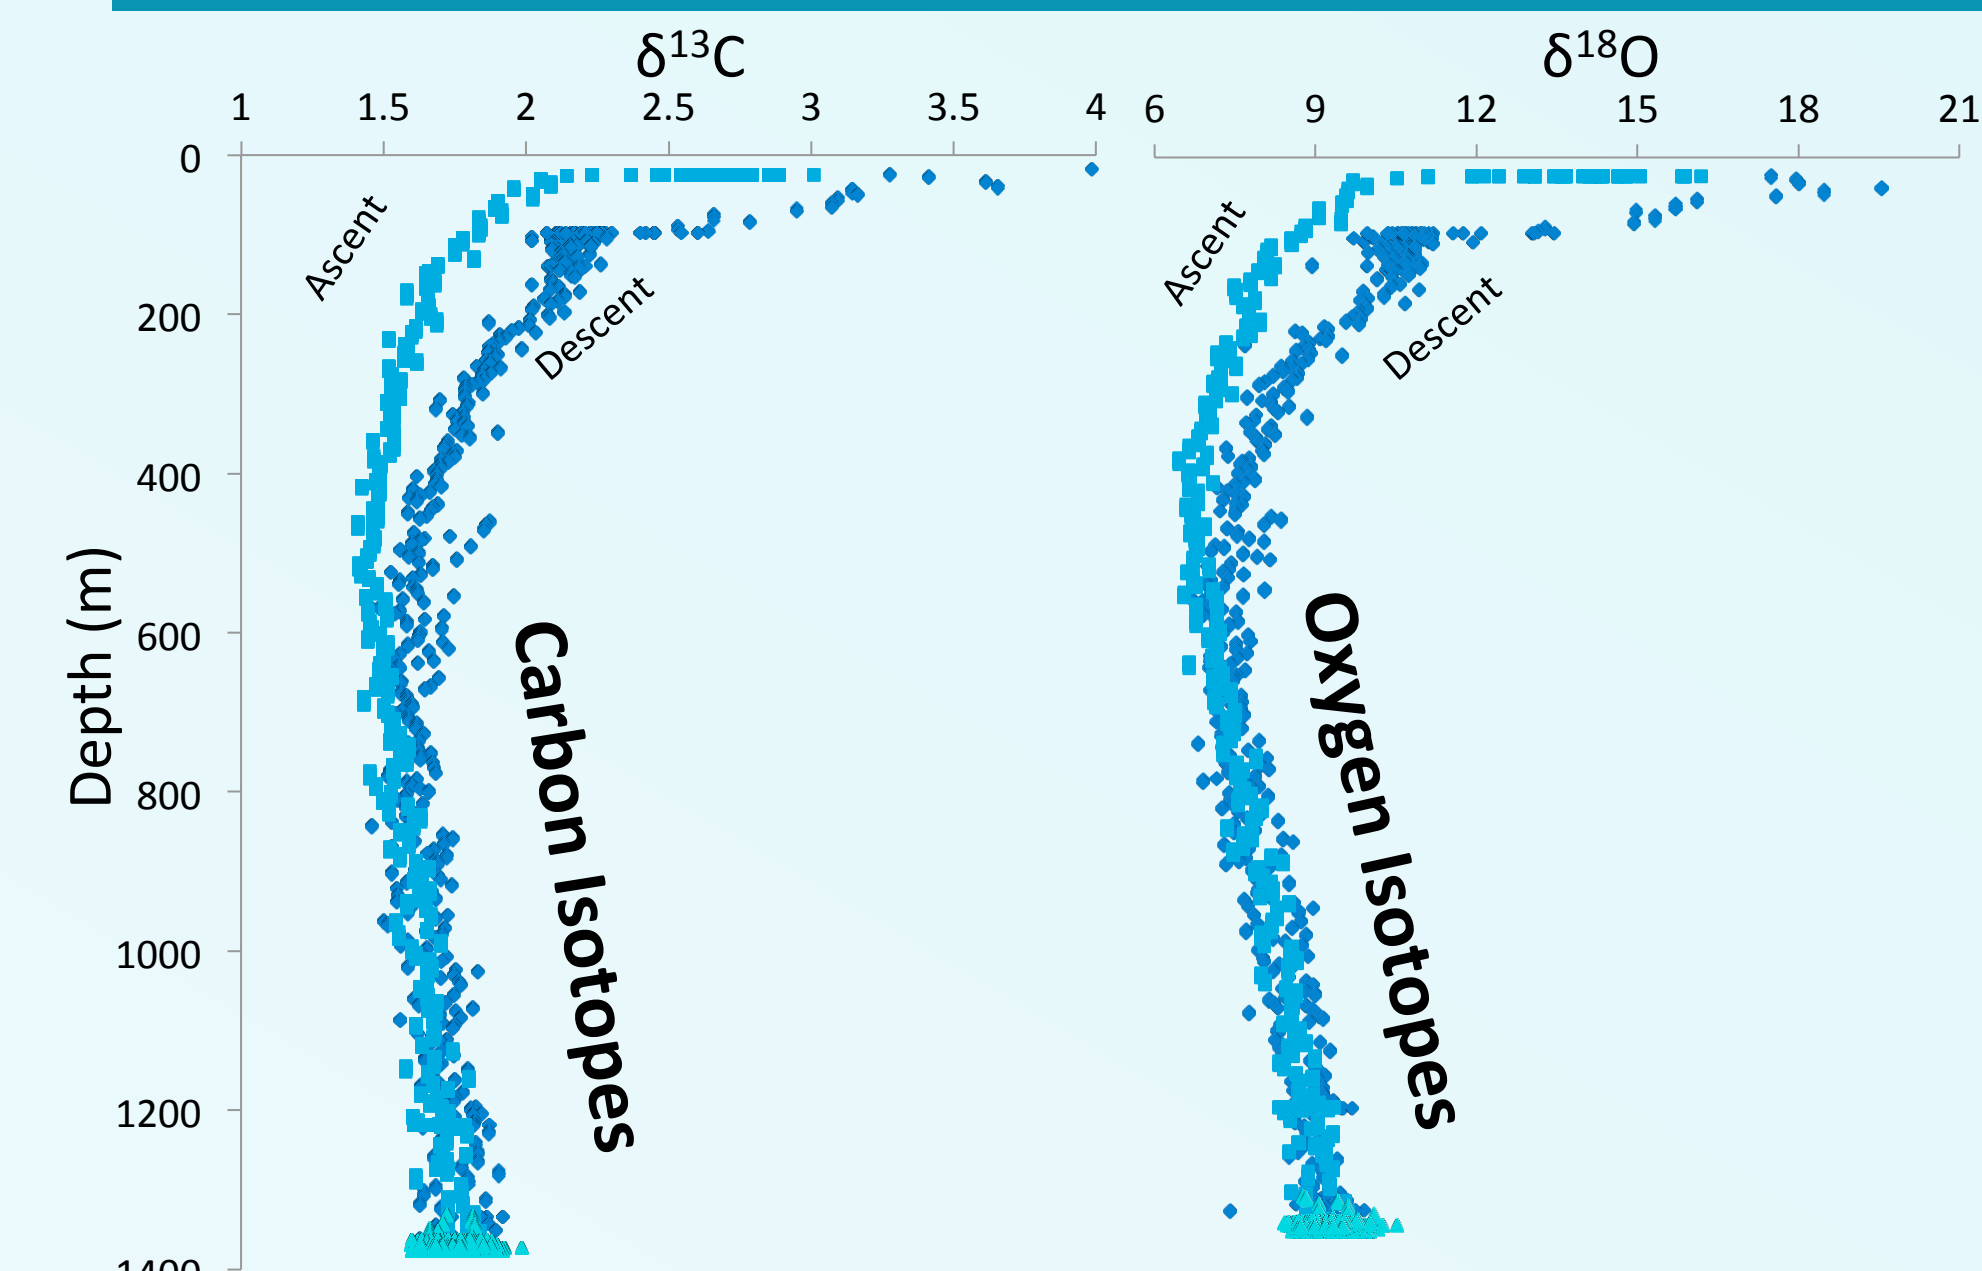 δ¹³C
δ¹⁸O
1 1.5 2 2.5 3 3.5 4
6 9 12 15 18 21
0
200
400
600
800
1000
1200
1400
Depth (m)
Ascent
Descent
Carbon Isotopes
Ascent
Descent
Oxygen Isotopes